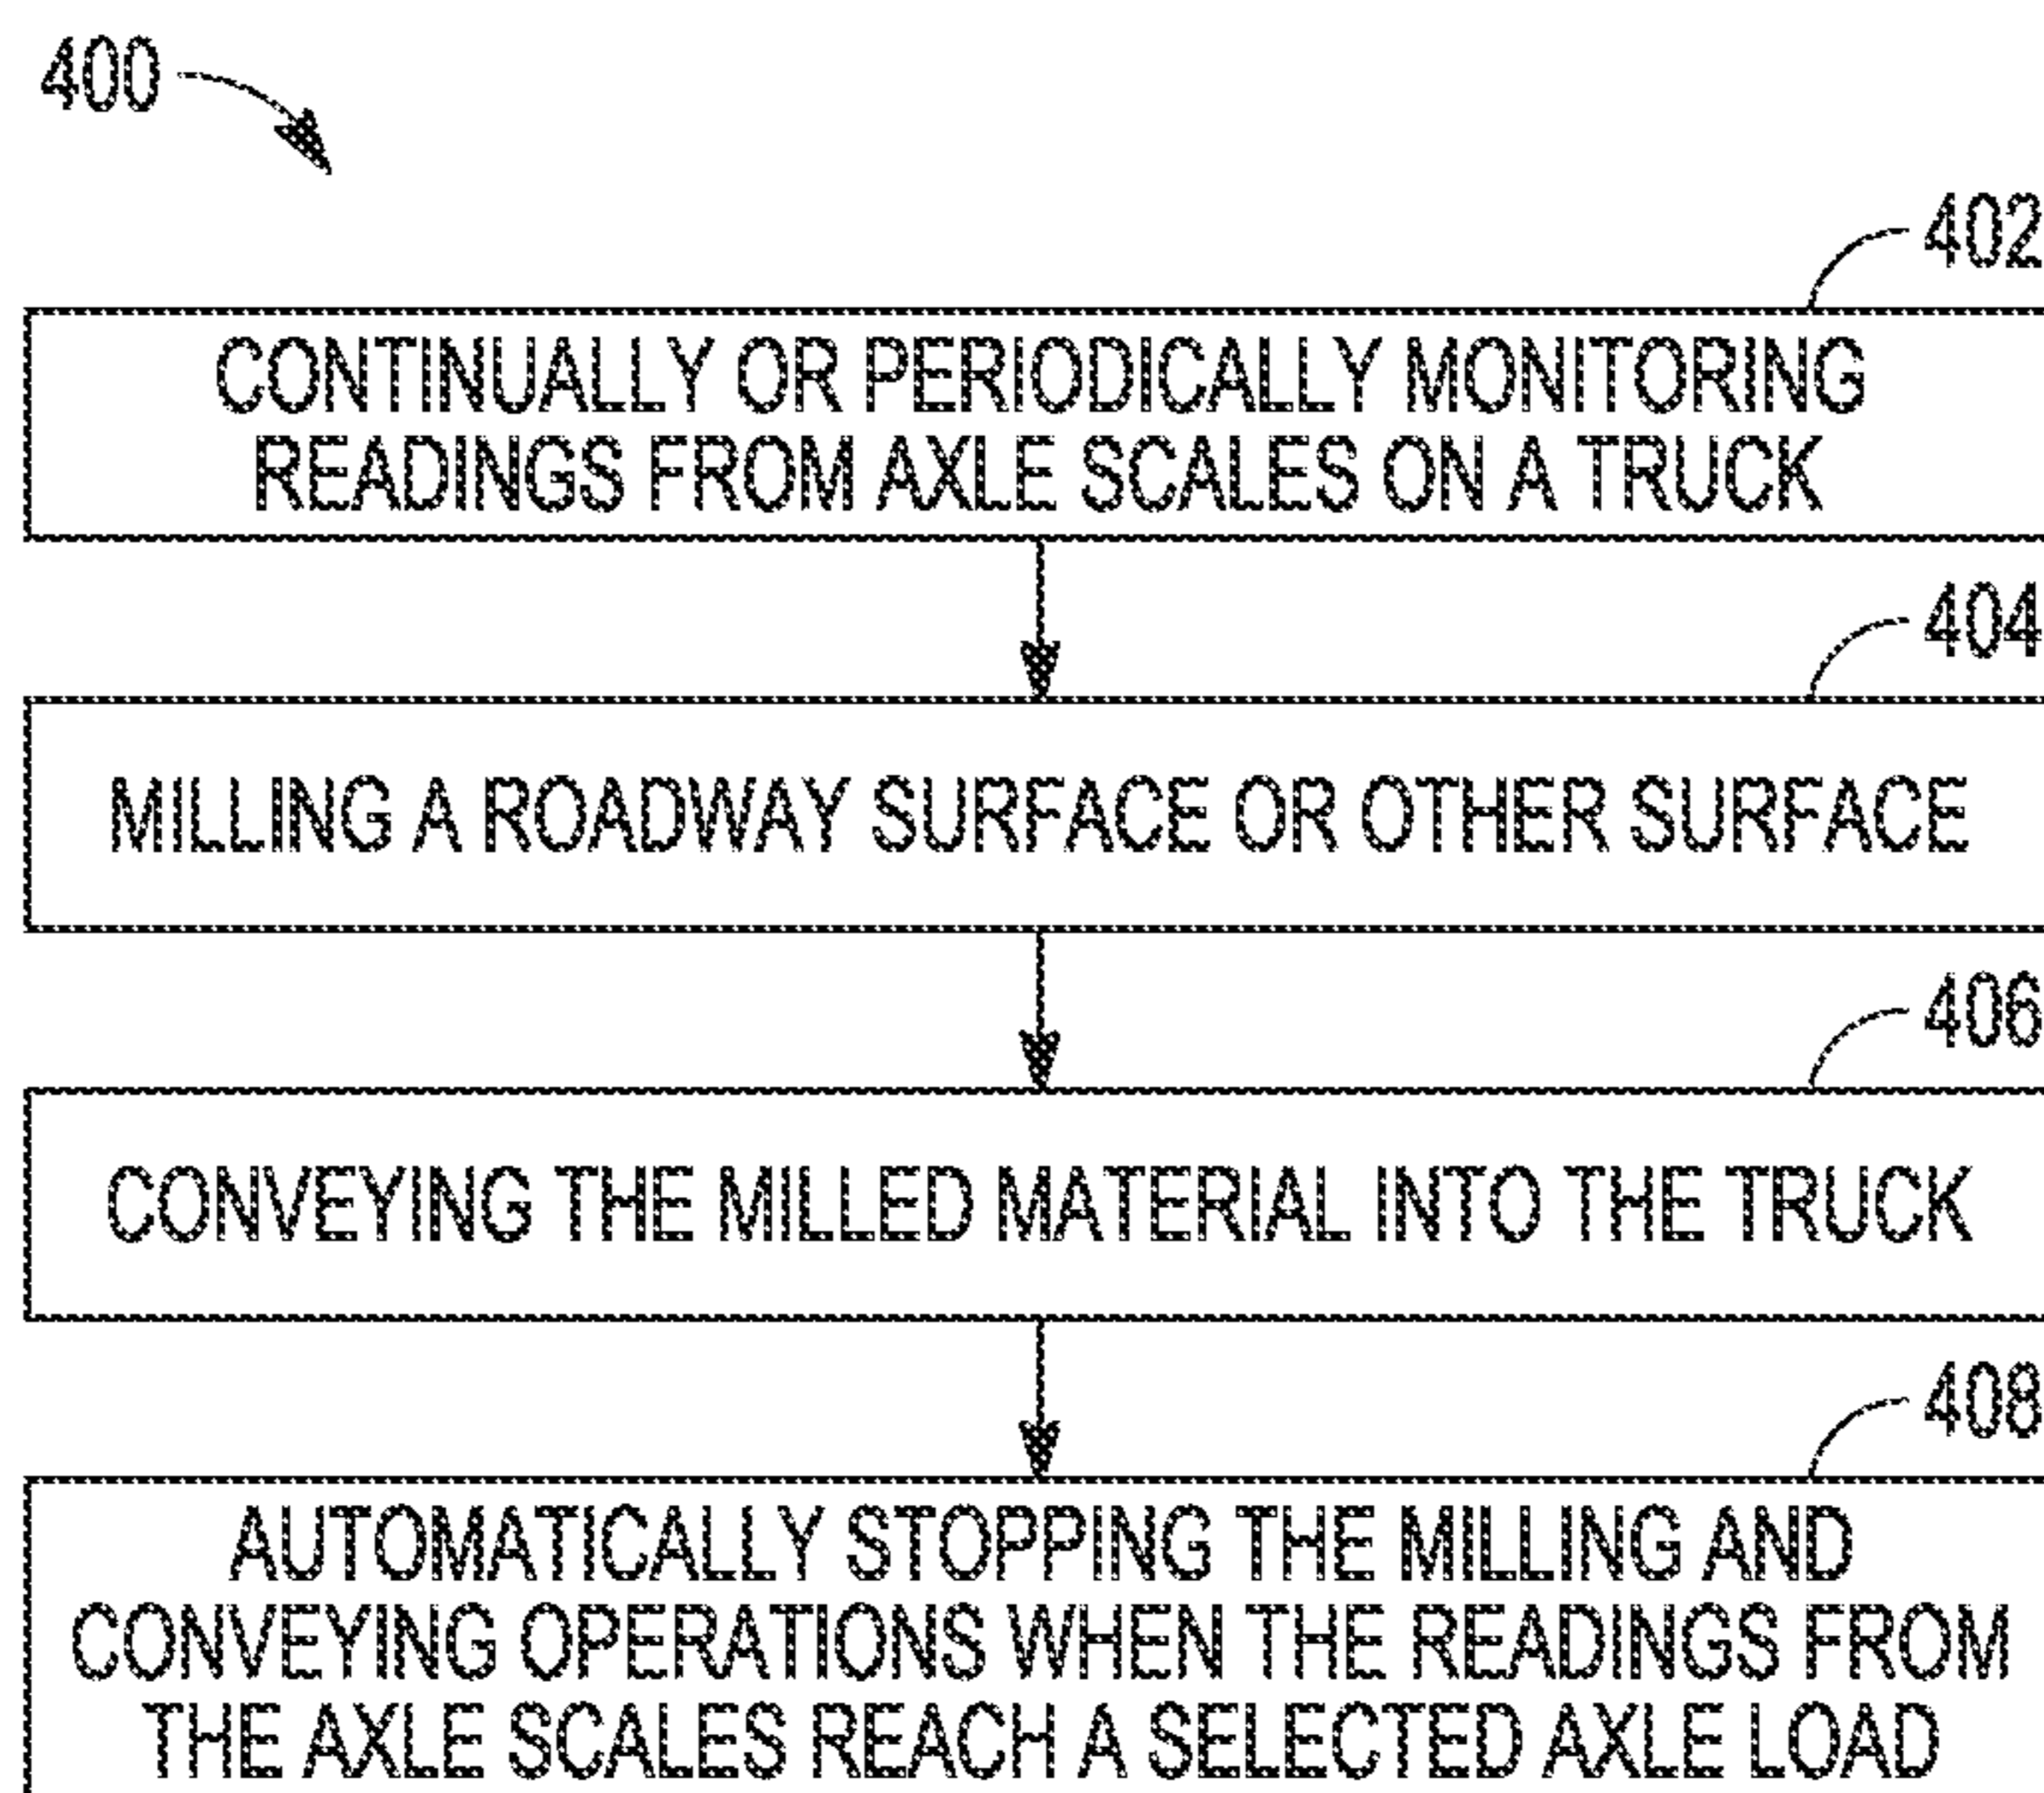 400
402
CONTINUALLY OR PERIODICALLY MONITORING
READINGS FROM AXLE SCALES ON A TRUCK
404
MILLING A ROADWAY SURFACE OR OTHER SURFACE
406
CONVEYING THE MILLED MATERIAL INTO THE TRUCK
408
AUTOMATICALLY STOPPING THE MILLING AND
CONVEYING OPERATIONS WHEN THE READINGS FROM
THE AXLE SCALES REACH A SELECTED AXLE LOAD